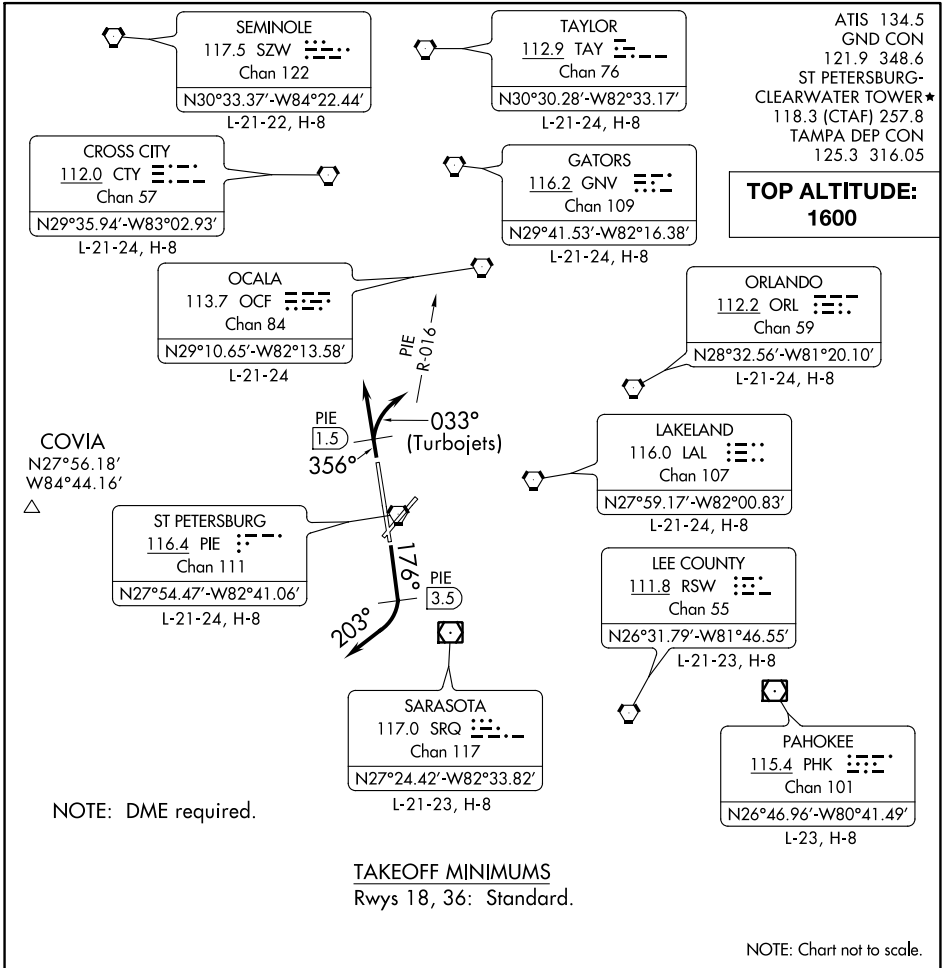 SEMINOLE
117.5 SZW
Chan 122
N30°33.37'-W84°22.44'
L-21-22, H-8
TAYLOR
112.9 TAY
Chan 76
N30°30.28'-W82°33.17'
L-21-24, H-8
ATIS 134.5
GND CON
121.9 348.6
ST PETERSBURG-
CLEARWATER TOWER★
118.3 (CTAF) 257.8
TAMPA DEP CON
125.3 316.05
TOP ALTITUDE:
1600
CROSS CITY
112.0 CTY
Chan 57
N29°35.94'-W83°02.93'
L-21-24, H-8
GATORS
116.2 GNV
Chan 109
N29°41.53'-W82°16.38'
L-21-24, H-8
OCALA
113.7 OCF
Chan 84
N29°10.65'-W82°13.58'
L-21-24
ORLANDO
112.2 ORL
Chan 59
N28°32.56'-W81°20.10'
L-21-24, H-8
PIE
R-016
PIE
1.5
356°
033°
(Turbojets)
COVIA
N27°56.18'
W84°44.16'
LAKELAND
116.0 LAL
Chan 107
N27°59.17'-W82°00.83'
L-21-24, H-8
ST PETERSBURG
116.4 PIE
Chan 111
N27°54.47'-W82°41.06'
L-21-24, H-8
176°
PIE
3.5
203°
LEE COUNTY
111.8 RSW
Chan 55
N26°31.79'-W81°46.55'
L-21-23, H-8
SARASOTA
117.0 SRQ
Chan 117
N27°24.42'-W82°33.82'
L-21-23, H-8
PAHOKEE
115.4 PHK
Chan 101
N26°46.96'-W80°41.49'
L-23, H-8
NOTE: DME required.
TAKEOFF MINIMUMS
Rwys 18, 36: Standard.
NOTE: Chart not to scale.